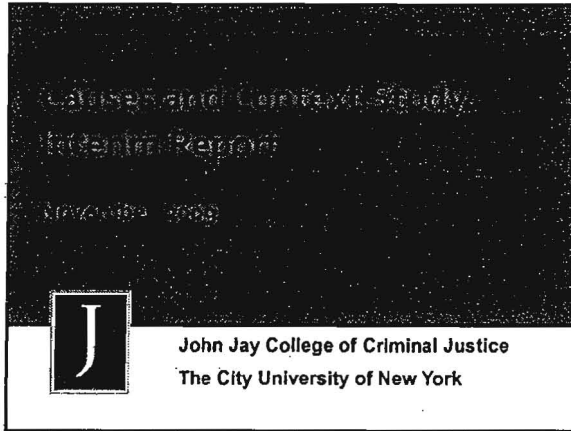 Causes and Context Study
Interim Report
November
J
John Jay College of Criminal Justice
The City University of New York